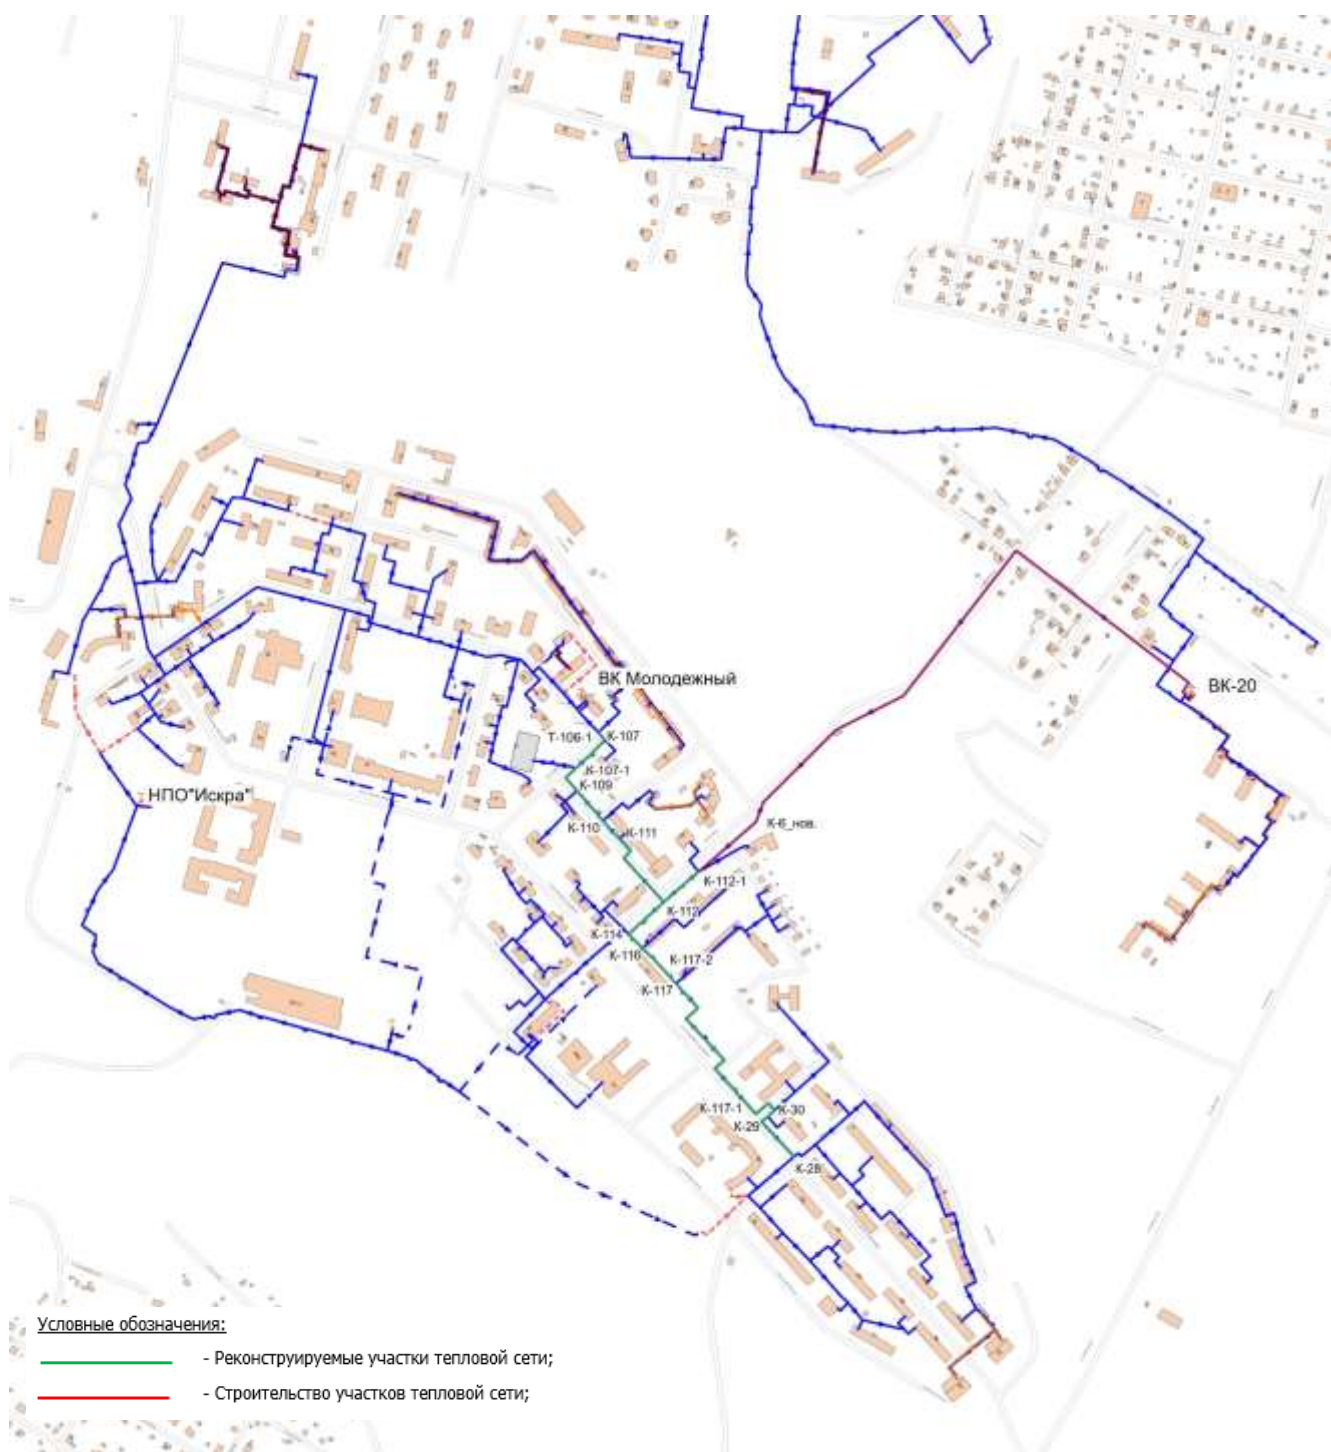 ВК Молодежный
ВК-20
Т-106-1
К-107
К-107-1
К-109
НПО"Искра"
К-110
К-111
К-6_нов.
К-112-1
К-112
К-114
К-116
К-117-2
К-117
К-117-1
К-30
К-29
К-28
Условные обозначения:
- Реконструируемые участки тепловой сети;
- Строительство участков тепловой сети;